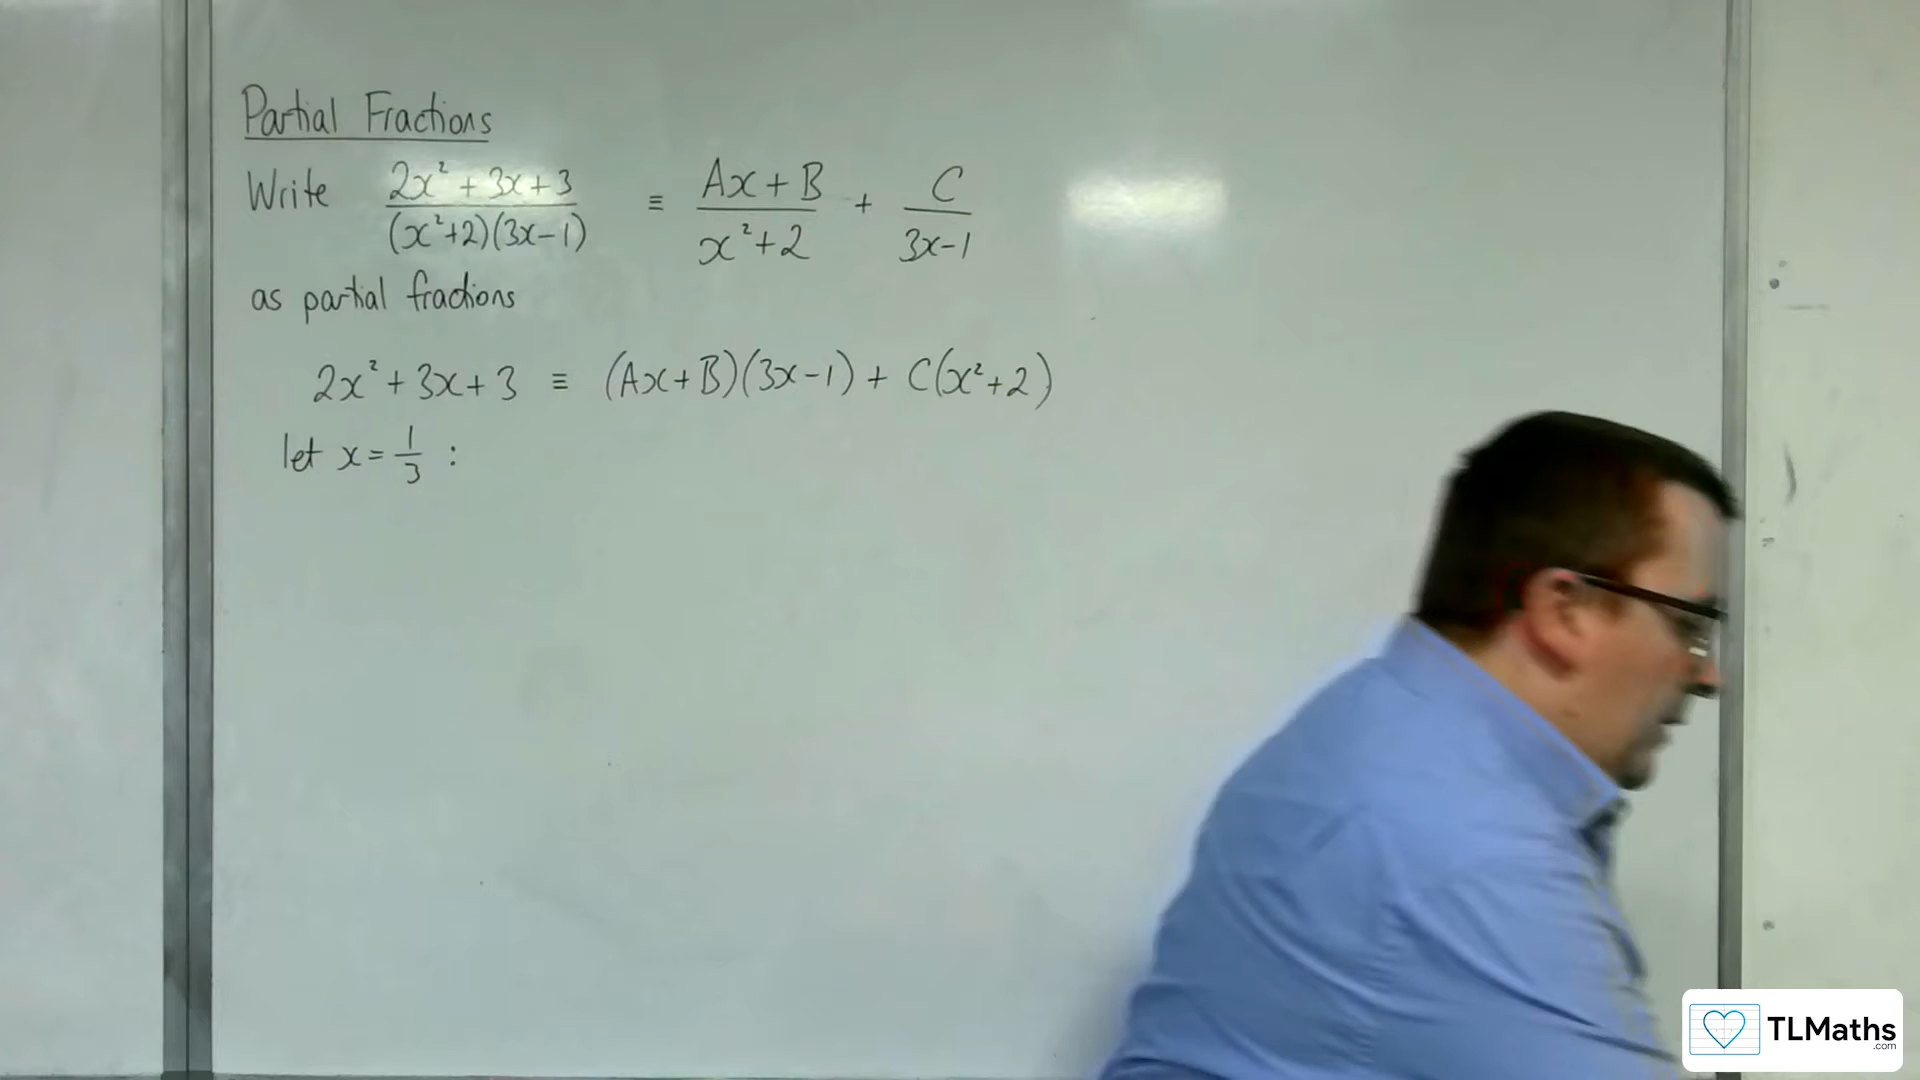 Partial Fractions
Write (2x² + 3x + 3)/((x²+2)(3x-1)) ≡ (Ax + B)/(x²+2) + C/(3x-1)
as partial fractions
2x² + 3x + 3 ≡ (Ax + B)(3x-1) + C(x²+2)
let x = 1/3 :
TLMaths
.com